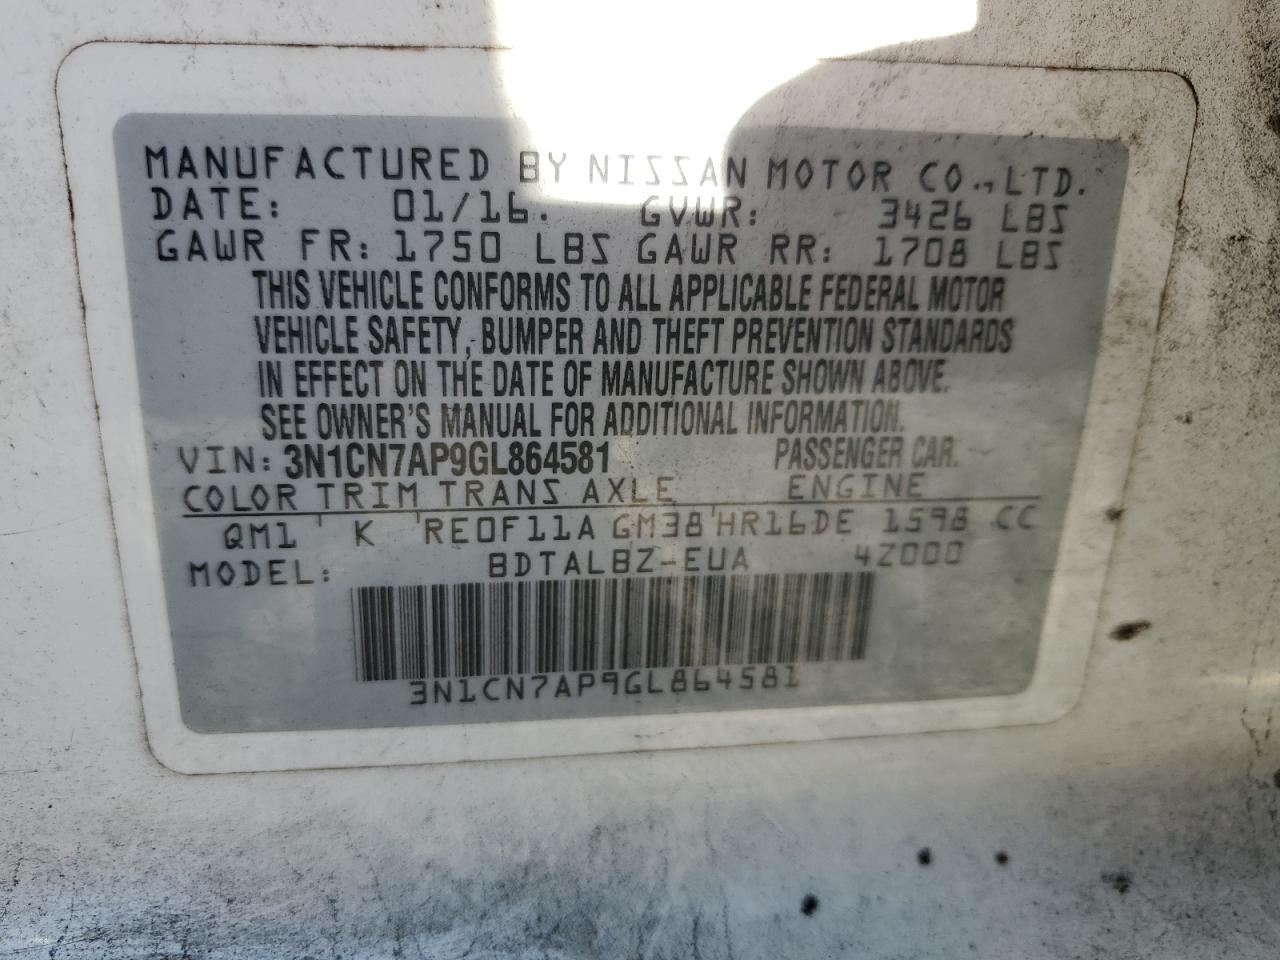 MANUFACTURED BY NISSAN MOTOR CO., LTD.
DATE: 01/16. GVWR: 3426 LBS
GAWR FR: 1750 LBS GAWR RR: 1708 LBS
THIS VEHICLE CONFORMS TO ALL APPLICABLE FEDERAL MOTOR
VEHICLE SAFETY, BUMPER AND THEFT PREVENTION STANDARDS
IN EFFECT ON THE DATE OF MANUFACTURE SHOWN ABOVE.
SEE OWNER'S MANUAL FOR ADDITIONAL INFORMATION.
VIN: 3N1CN7AP9GL864581 PASSENGER CAR.
COLOR TRIM TRANS AXLE ENGINE
QM1 ' K ' RE0F11A GM38 ' HR16DE 1598 CC
MODEL: BDTALBZ-EUA 4Z000
3N1CN7AP9GL864581